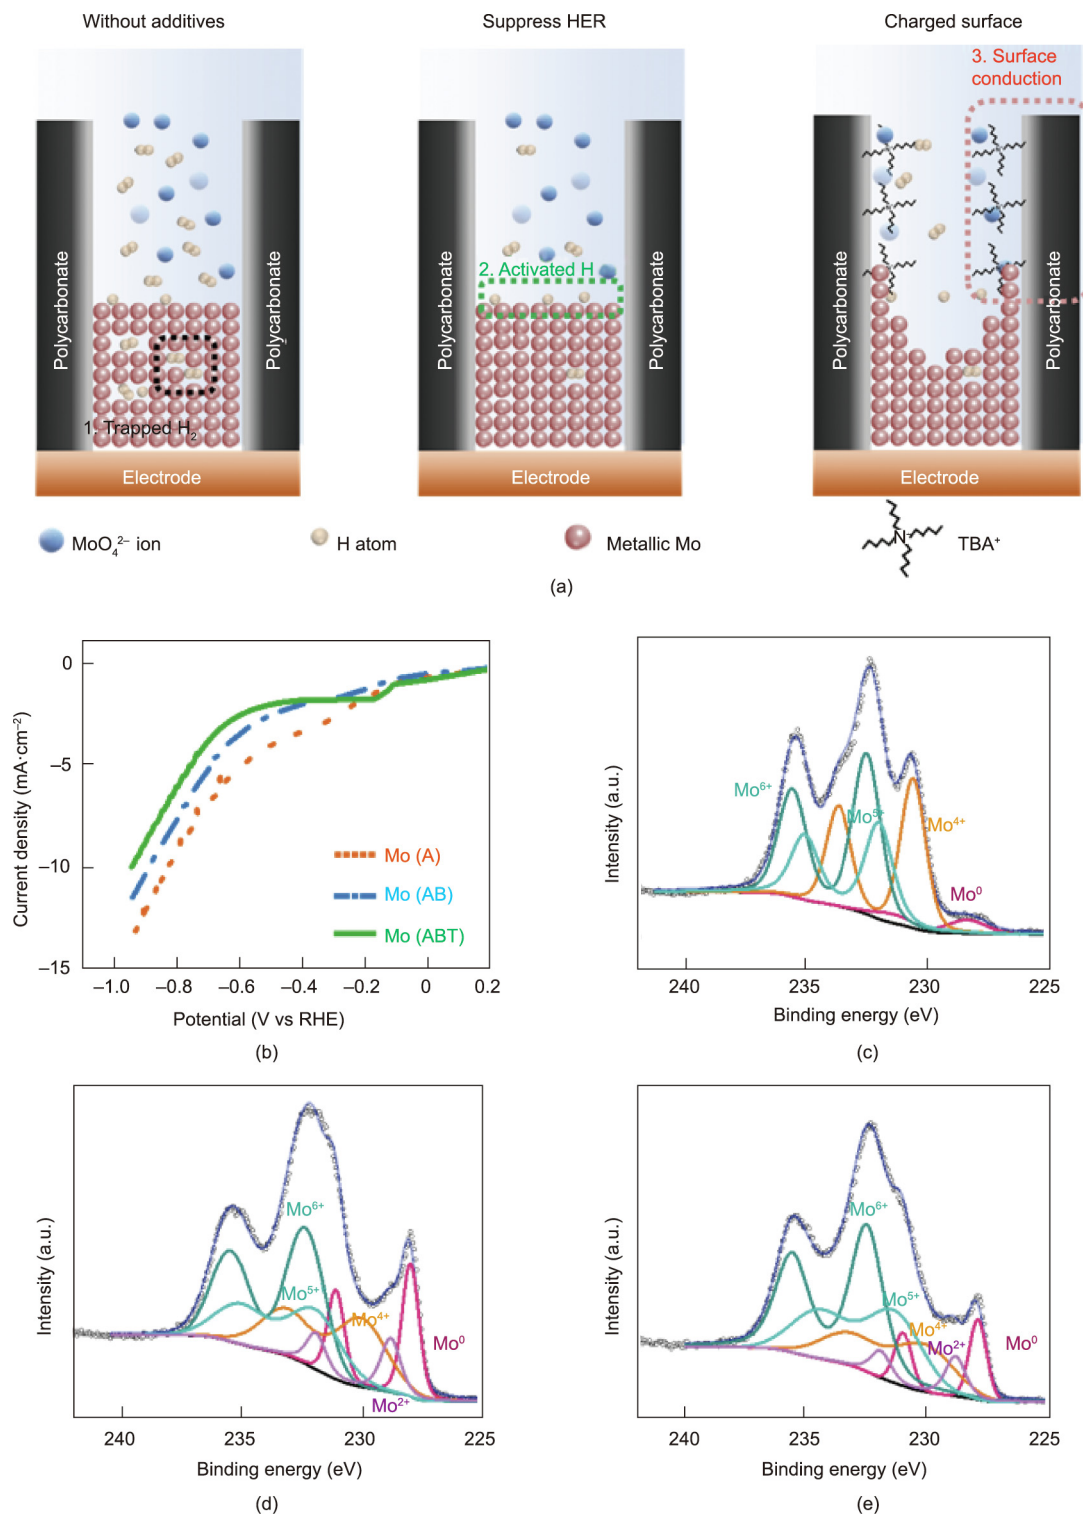 Without additives
Suppress HER
Charged surface
3. Surface
conduction
2. Activated H
Polycarbonate
Polycarbonate
Polycarbonate
Polycarbonate
Polycarbonate
Polycarbonate
1. Trapped H₂
Electrode
Electrode
Electrode
MoO₄²⁻ ion
H atom
Metallic Mo
N
TBA⁺
(a)
0
–5
–10
–15
Current density (mA·cm⁻²)
Mo (A)
Mo (AB)
Mo (ABT)
–1.0 –0.8 –0.6 –0.4 –0.2 0 0.2
Potential (V vs RHE)
(b)
Intensity (a.u.)
Mo⁶⁺
Mo⁵⁺
Mo⁴⁺
Mo⁰
240 235 230 225
Binding energy (eV)
(c)
Intensity (a.u.)
Mo⁶⁺
Mo⁵⁺
Mo⁴⁺
Mo⁰
Mo²⁺
240 235 230 225
Binding energy (eV)
(d)
Intensity (a.u.)
Mo⁶⁺
Mo⁵⁺
Mo⁴⁺
Mo²⁺
Mo⁰
240 235 230 225
Binding energy (eV)
(e)